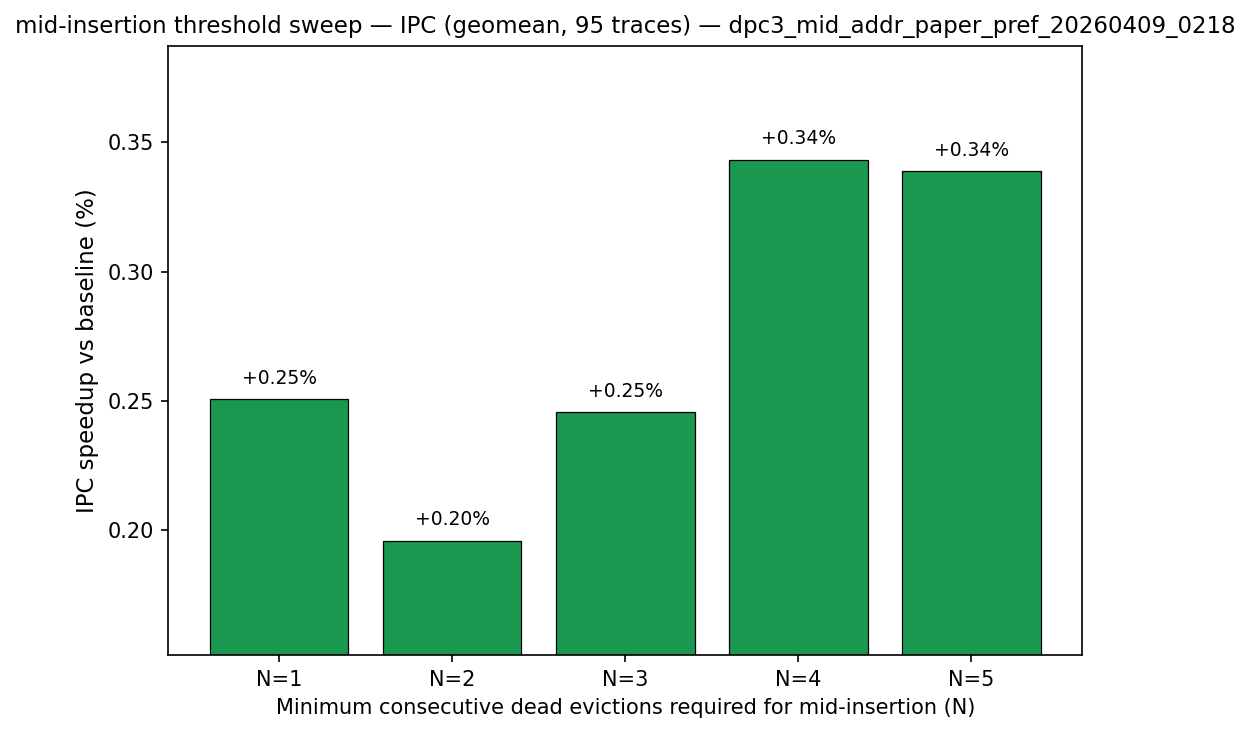 mid-insertion threshold sweep — IPC (geomean, 95 traces) — dpc3_mid_addr_paper_pref_20260409_0218
IPC speedup vs baseline (%)
0.35
0.30
0.25
0.20
+0.25%
+0.20%
+0.25%
+0.34%
+0.34%
N=1
N=2
N=3
N=4
N=5
Minimum consecutive dead evictions required for mid-insertion (N)